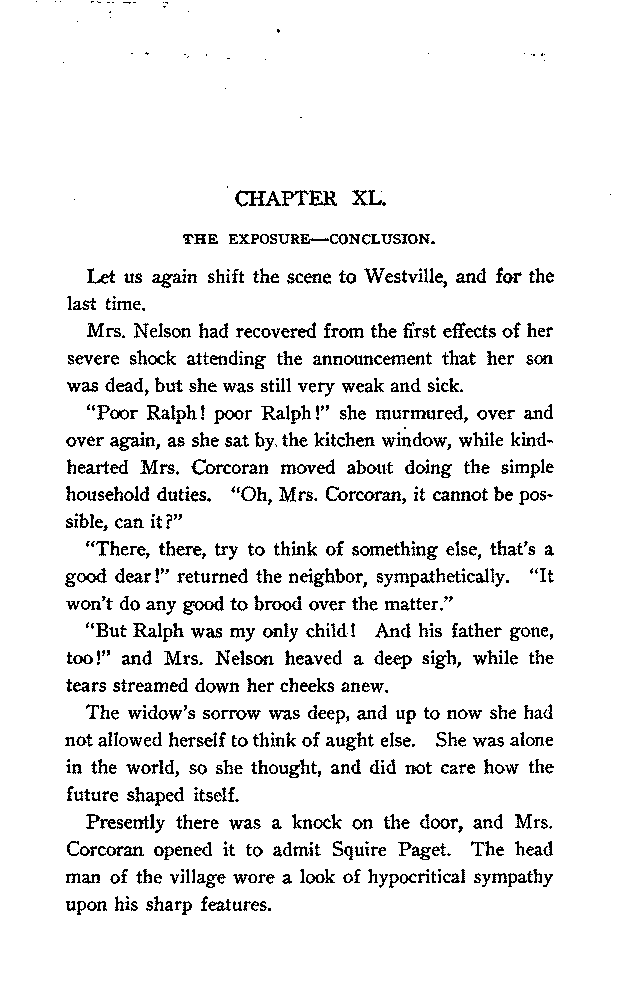 CHAPTER XL.
THE EXPOSURE—CONCLUSION.
Let us again shift the scene to Westville, and for the
last time.
Mrs. Nelson had recovered from the first effects of her
severe shock attending the announcement that her son
was dead, but she was still very weak and sick.
"Poor Ralph! poor Ralph!" she murmured, over and
over again, as she sat by the kitchen window, while kind-
hearted Mrs. Corcoran moved about doing the simple
household duties. "Oh, Mrs. Corcoran, it cannot be pos-
sible, can it?"
"There, there, try to think of something else, that's a
good dear!" returned the neighbor, sympathetically. "It
won't do any good to brood over the matter."
"But Ralph was my only child! And his father gone,
too!" and Mrs. Nelson heaved a deep sigh, while the
tears streamed down her cheeks anew.
The widow's sorrow was deep, and up to now she had
not allowed herself to think of aught else. She was alone
in the world, so she thought, and did not care how the
future shaped itself.
Presently there was a knock on the door, and Mrs.
Corcoran opened it to admit Squire Paget. The head
man of the village wore a look of hypocritical sympathy
upon his sharp features.